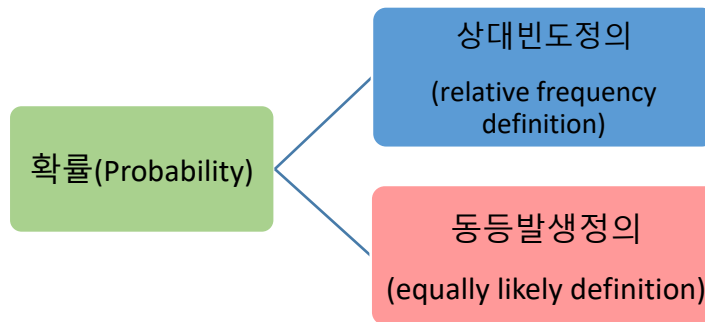 상대빈도정의
(relative frequency
definition)
확률(Probability)
동등발생정의
(equally likely definition)